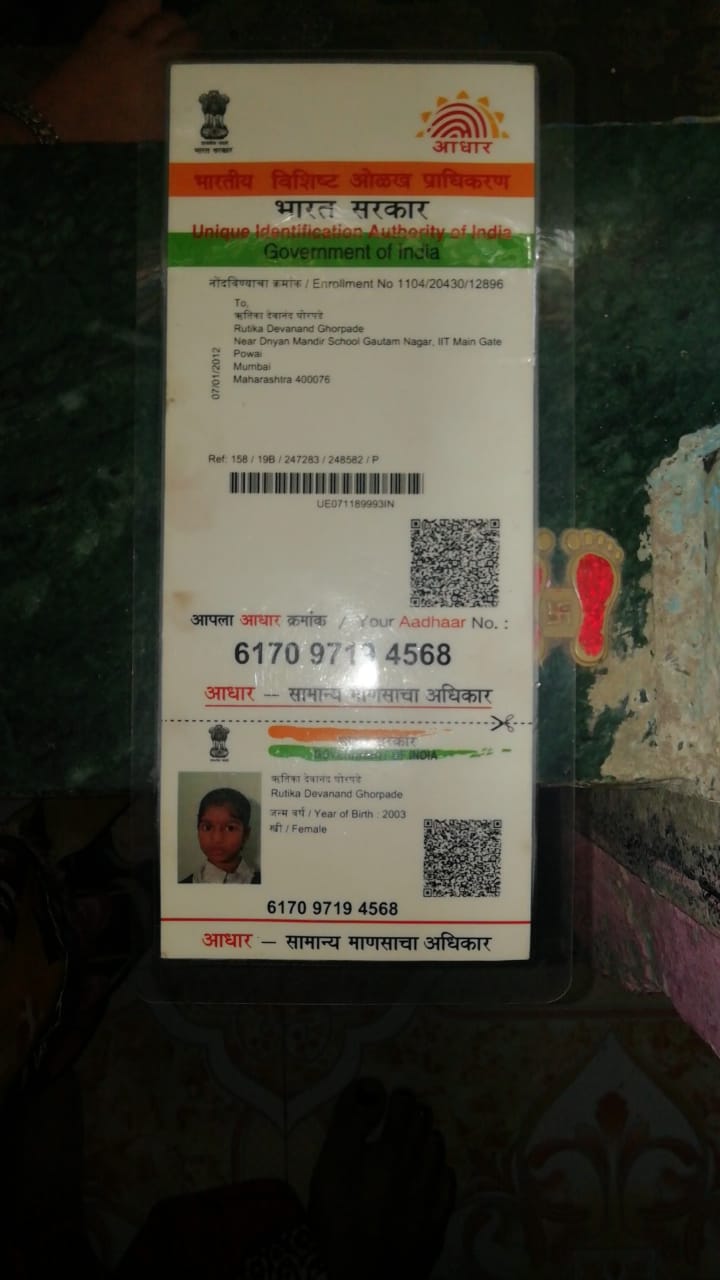 भारत सरकार
आधार
भारतीय विशिष्ट ओळख प्राधिकरण
भारत सरकार
Unique Identification Authority of India
Government of India
नोंदविण्याचा क्रमांक / Enrollment No 1104/20430/12896
To,
ऋतिका देवानंद घोरपडे
Rutika Devanand Ghorpade
Near Dnyan Mandir School Gautam Nagar, IIT Main Gate
Powai
Mumbai
Maharashtra 400076
07/01/2012
Ref: 158 / 19B / 247283 / 248582 / P
UE071189993IN
आपला आधार क्रमांक / Your Aadhaar No. :
6170 9719 4568
आधार — सामान्य माणसाचा अधिकार
सरकार
GOVERNMENT OF INDIA
ऋतिका देवानंद घोरपडे
Rutika Devanand Ghorpade
जन्म वर्ष / Year of Birth : 2003
स्त्री / Female
6170 9719 4568
आधार — सामान्य माणसाचा अधिकार